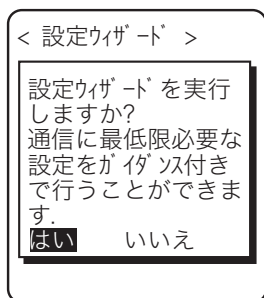 < 設定ｳｨｻﾞｰﾄﾞ >
設定ｳｨｻﾞｰﾄﾞを実行
しますか?
通信に最低限必要な
設定をｶﾞｲﾀﾞﾝｽ付き
で行うことができま
す.
はい いいえ